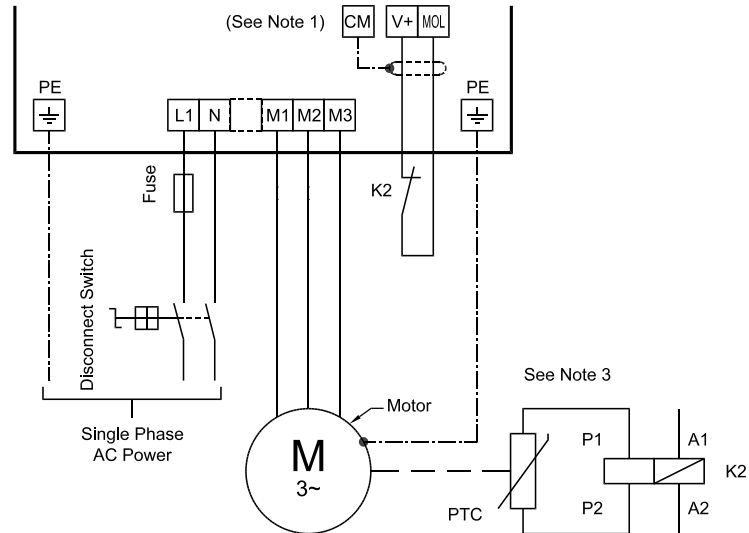 (See Note 1)
CM
V+
MOL
PE
PE
L1
N
M1
M2
M3
Fuse
K2
Disconnect Switch
See Note 3
Motor
Single Phase
AC Power
M
3~
PTC
P1
P2
A1
A2
K2